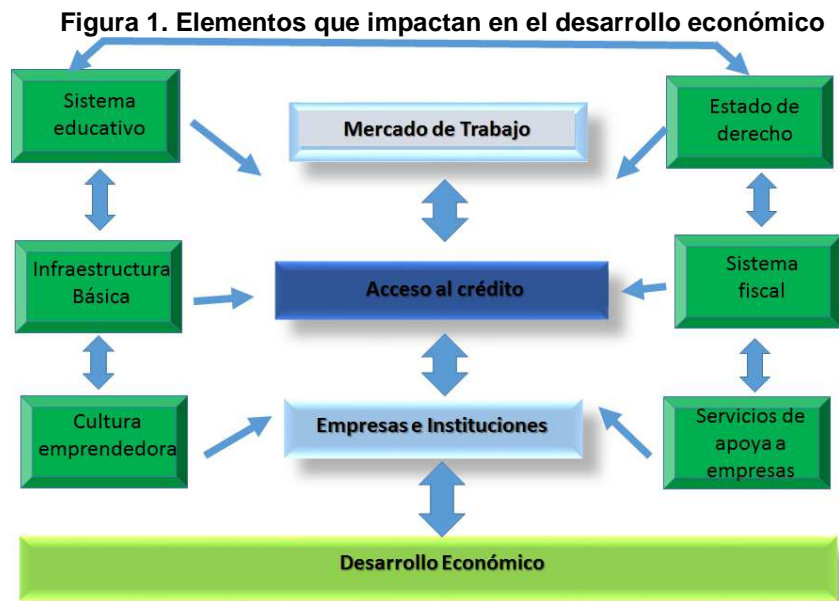 Figura 1. Elementos que impactan en el desarrollo económico
Sistema
educativo
Mercado de Trabajo
Estado de
derecho
Infraestructura
Básica
Acceso al crédito
Sistema
fiscal
Cultura
emprendedora
Empresas e Instituciones
Servicios de
apoya a
empresas
Desarrollo Económico